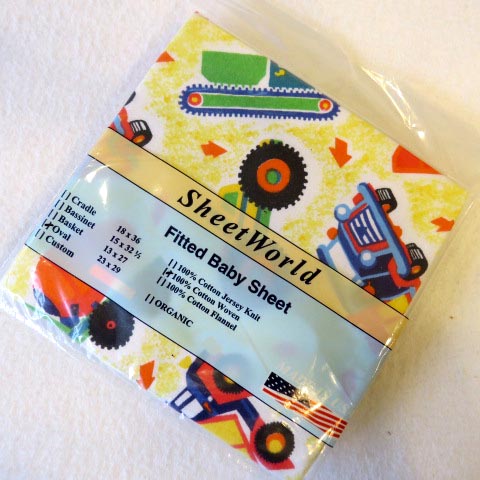 SheetWorld
Fitted Baby Sheet
[ ] Cradle 18 x 36
[ ] Bassinet 15 x 32 ½
[ ] Basket 13 x 27
[✓] Oval 23 x 29
[ ] Custom
[ ] 100% Cotton Jersey Knit
[✓] 100% Cotton Woven
[ ] 100% Cotton Flannel
[ ] ORGANIC